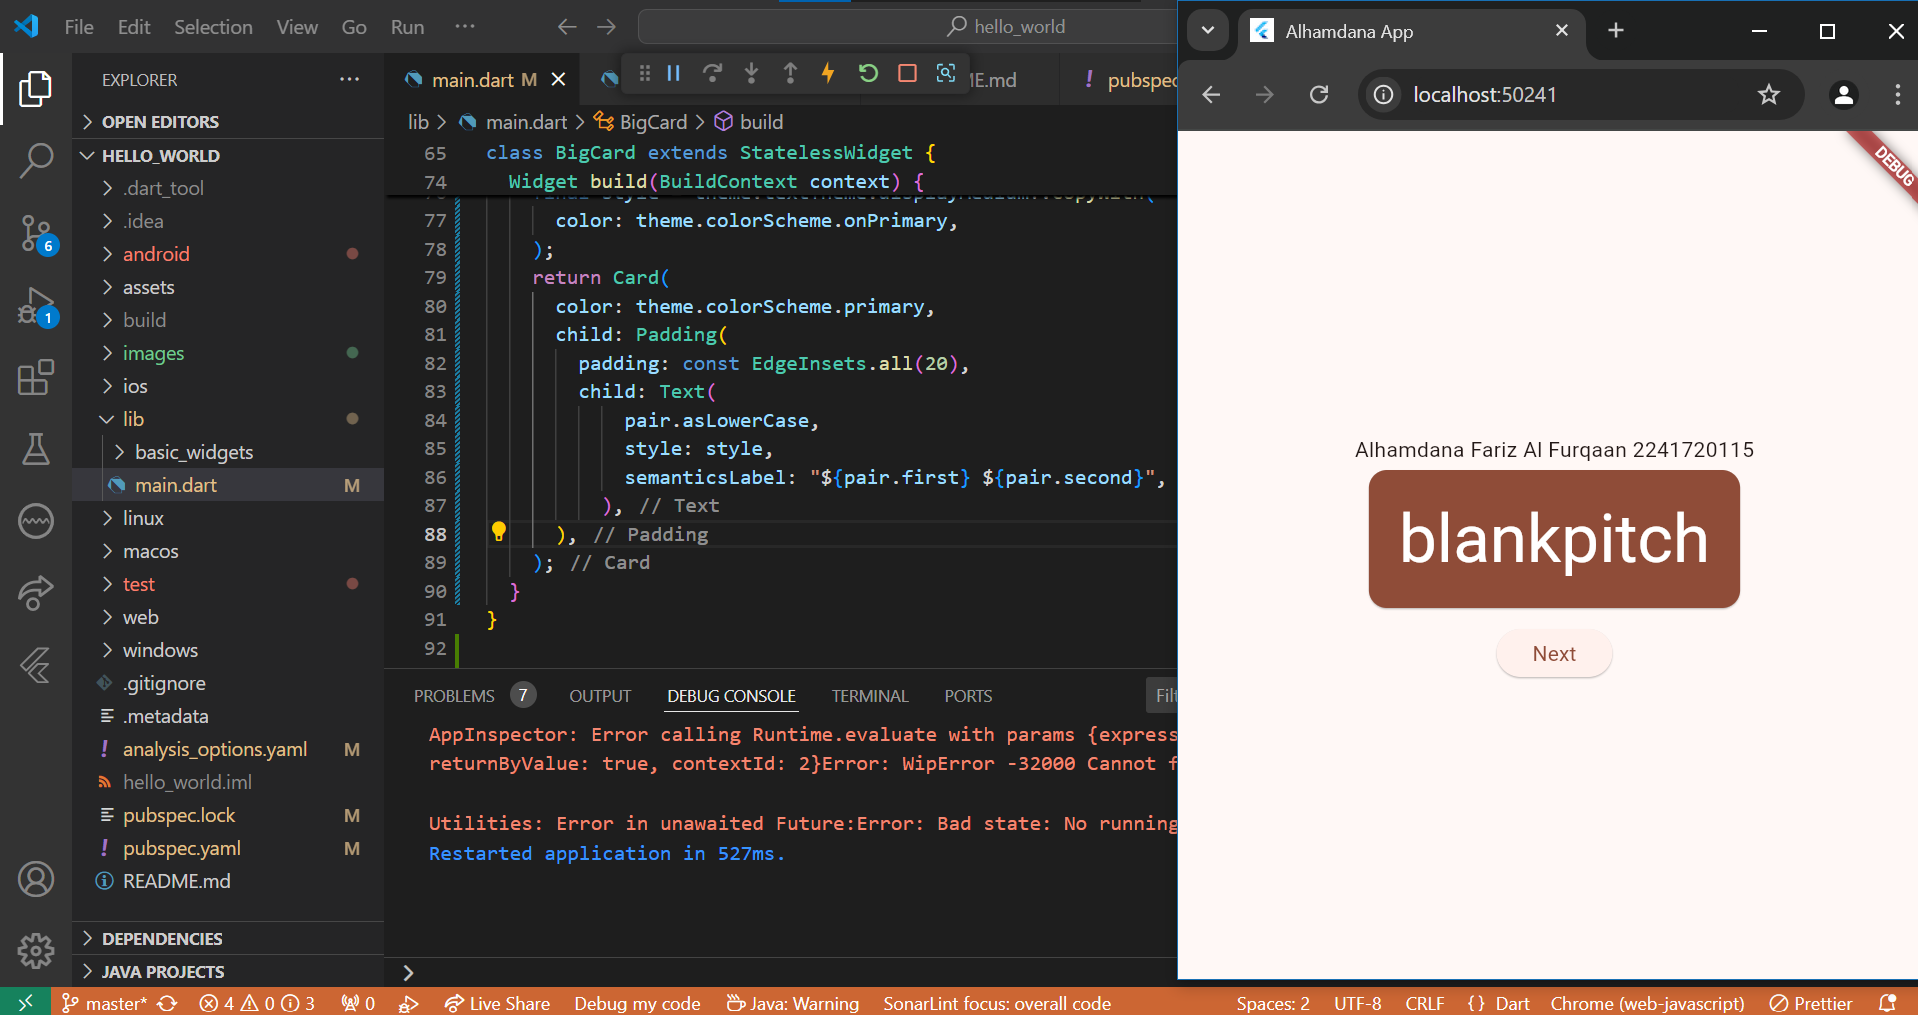 File Edit Selection View Go Run ···
hello_world
Alhamdana App
localhost:50241
DEBUG
EXPLORER
OPEN EDITORS
HELLO_WORLD
.dart_tool
.idea
android
assets
build
images
ios
lib
basic_widgets
main.dart M
linux
macos
test
web
windows
.gitignore
.metadata
analysis_options.yaml M
hello_world.iml
pubspec.lock M
pubspec.yaml M
README.md
DEPENDENCIES
JAVA PROJECTS
6
1
main.dart M
E.md
! pubspec
lib > main.dart > BigCard > build
65 class BigCard extends StatelessWidget {
74 Widget build(BuildContext context) {
77 color: theme.colorScheme.onPrimary,
78 );
79 return Card(
80 color: theme.colorScheme.primary,
81 child: Padding(
82 padding: const EdgeInsets.all(20),
83 child: Text(
84 pair.asLowerCase,
85 style: style,
86 semanticsLabel: "${pair.first} ${pair.second}",
87 ), // Text
88 ), // Padding
89 ); // Card
90 }
91 }
92
PROBLEMS 7 OUTPUT DEBUG CONSOLE TERMINAL PORTS Filt
AppInspector: Error calling Runtime.evaluate with params {express
returnByValue: true, contextId: 2}Error: WipError -32000 Cannot f
Utilities: Error in unawaited Future:Error: Bad state: No running
Restarted application in 527ms.
Alhamdana Fariz Al Furqaan 2241720115
blankpitch
Next
master* 4 0 3 0 Live Share Debug my code Java: Warning SonarLint focus: overall code Spaces: 2 UTF-8 CRLF {} Dart Chrome (web-javascript) Prettier